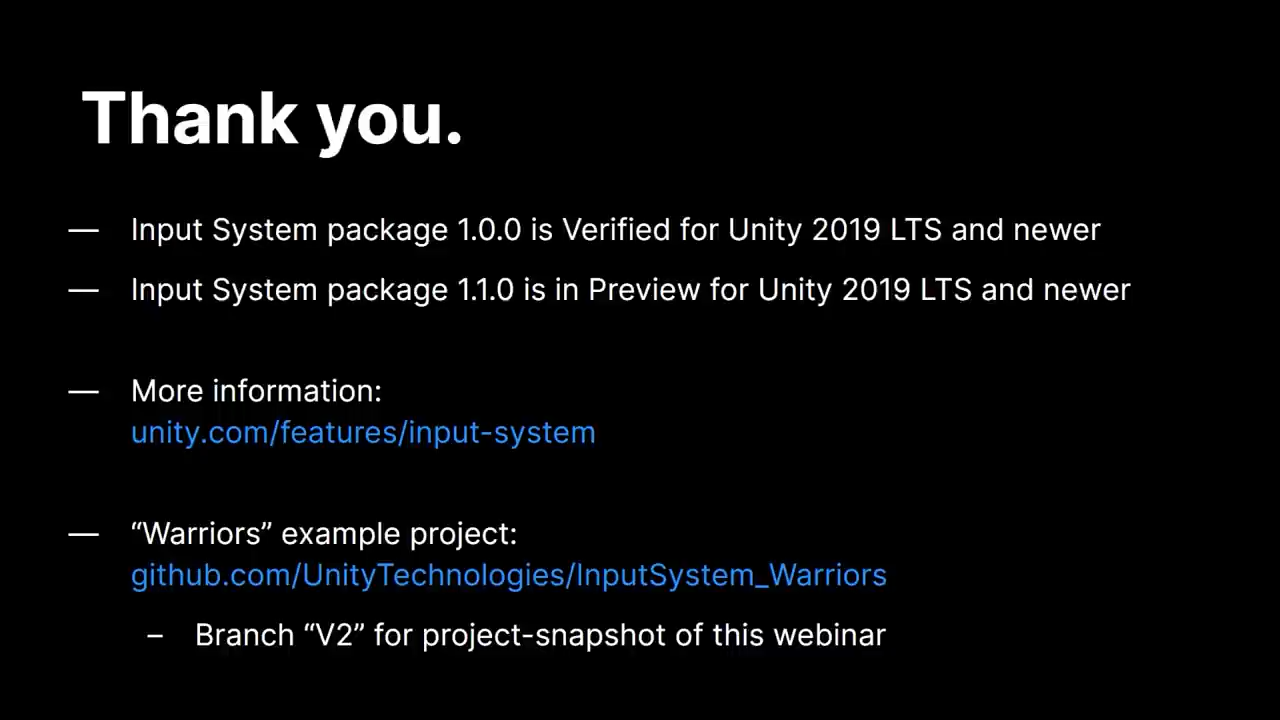 Thank you.
— Input System package 1.0.0 is Verified for Unity 2019 LTS and newer
— Input System package 1.1.0 is in Preview for Unity 2019 LTS and newer
— More information:
unity.com/features/input-system
— “Warriors” example project:
github.com/UnityTechnologies/InputSystem_Warriors
– Branch “V2” for project-snapshot of this webinar